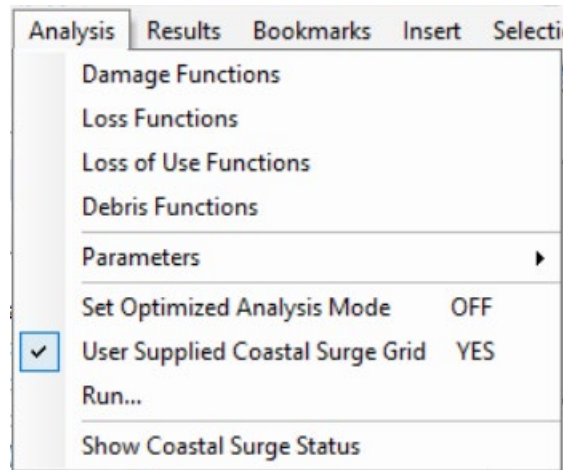 Analysis Results Bookmarks Insert Selecti
Damage Functions
Loss Functions
Loss of Use Functions
Debris Functions
Parameters
Set Optimized Analysis Mode OFF
User Supplied Coastal Surge Grid YES
Run...
Show Coastal Surge Status